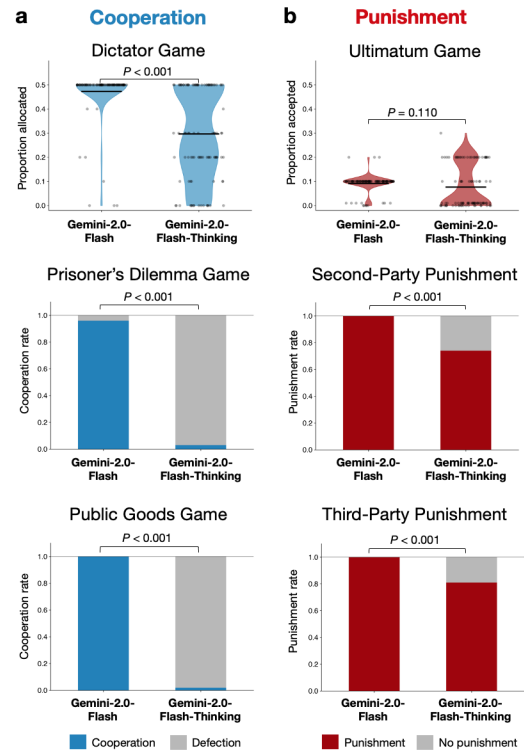 a
Cooperation
Dictator Game
P < 0.001
Proportion allocated
0.5
0.4
0.3
0.2
0.1
0.0
Gemini-2.0-
Flash
Gemini-2.0-
Flash-Thinking
Prisoner's Dilemma Game
P < 0.001
Cooperation rate
1.0
0.8
0.6
0.4
0.2
0.0
Gemini-2.0-
Flash
Gemini-2.0-
Flash-Thinking
Public Goods Game
P < 0.001
Cooperation rate
1.0
0.8
0.6
0.4
0.2
0.0
Gemini-2.0-
Flash
Gemini-2.0-
Flash-Thinking
Cooperation
Defection
b
Punishment
Ultimatum Game
P = 0.110
Proportion accepted
0.5
0.4
0.3
0.2
0.1
0.0
Gemini-2.0-
Flash
Gemini-2.0-
Flash-Thinking
Second-Party Punishment
P < 0.001
Punishment rate
1.0
0.8
0.6
0.4
0.2
0.0
Gemini-2.0-
Flash
Gemini-2.0-
Flash-Thinking
Third-Party Punishment
P < 0.001
Punishment rate
1.0
0.8
0.6
0.4
0.2
0.0
Gemini-2.0-
Flash
Gemini-2.0-
Flash-Thinking
Punishment
No punishment